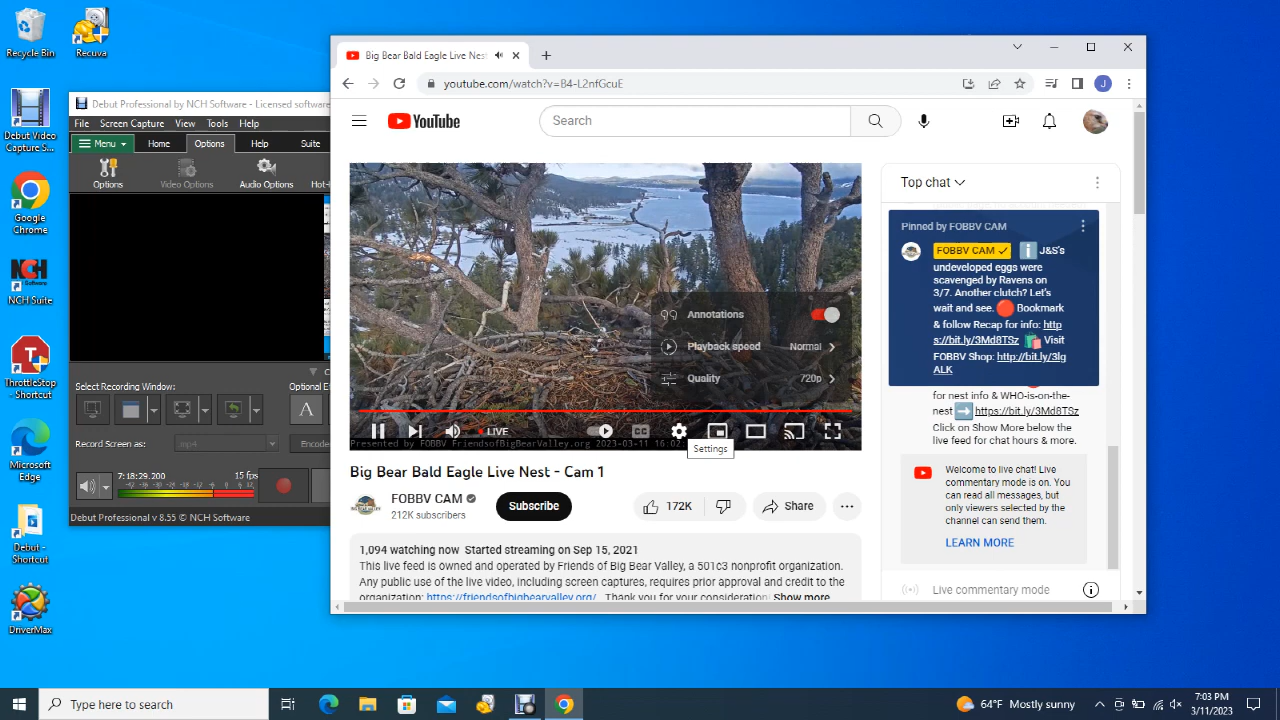 Recycle Bin
Recuva
Debut Video
Capture S...
Google
Chrome
NCH Suite
ThrottleStop
- Shortcut
Microsoft
Edge
Debut -
Shortcut
DriverMax
Debut Professional by NCH Software - Licensed software
File Screen Capture View Tools Help
Menu Home Options Help Suite
Options Video Options Audio Options Hot-
Select Recording Window: Optional E
Record Screen as: .mp4 Encode
7:18:29.200 15 fps
Debut Professional v 8.55 © NCH Software
Big Bear Bald Eagle Live Nest
youtube.com/watch?v=B4-L2nfGcuE
J
YouTube
Search
Annotations
Playback speed Normal
Quality 720p
LIVE
CC
Presented by FOBBV FriendsofBigBearValley.org 2023-03-11 16:02
Settings
Big Bear Bald Eagle Live Nest - Cam 1
FOBBV CAM
212K subscribers
Subscribe
172K
Share
1,094 watching now Started streaming on Sep 15, 2021
This live feed is owned and operated by Friends of Big Bear Valley, a 501c3 nonprofit organization.
Any public use of the live video, including screen captures, requires prior approval and credit to the
organization: https://friendsofbigbearvalley.org/ Thank you for your consideration! Show more
Top chat
Pinned by FOBBV CAM
FOBBV CAM J&S's
undeveloped eggs were
scavenged by Ravens on
3/7. Another clutch? Let's
wait and see. Bookmark
& follow Recap for info: http
s://bit.ly/3Md8TSz Visit
FOBBV Shop: http://bit.ly/3lg
ALK
for nest info & WHO-is-on-the-
nest https://bit.ly/3Md8TSz
Click on Show More below the
live feed for chat hours & more.
Welcome to live chat! Live
commentary mode is on. You
can read all messages, but
only viewers selected by the
channel can send them.
LEARN MORE
Live commentary mode
Type here to search
64°F Mostly sunny
7:03 PM
3/11/2023